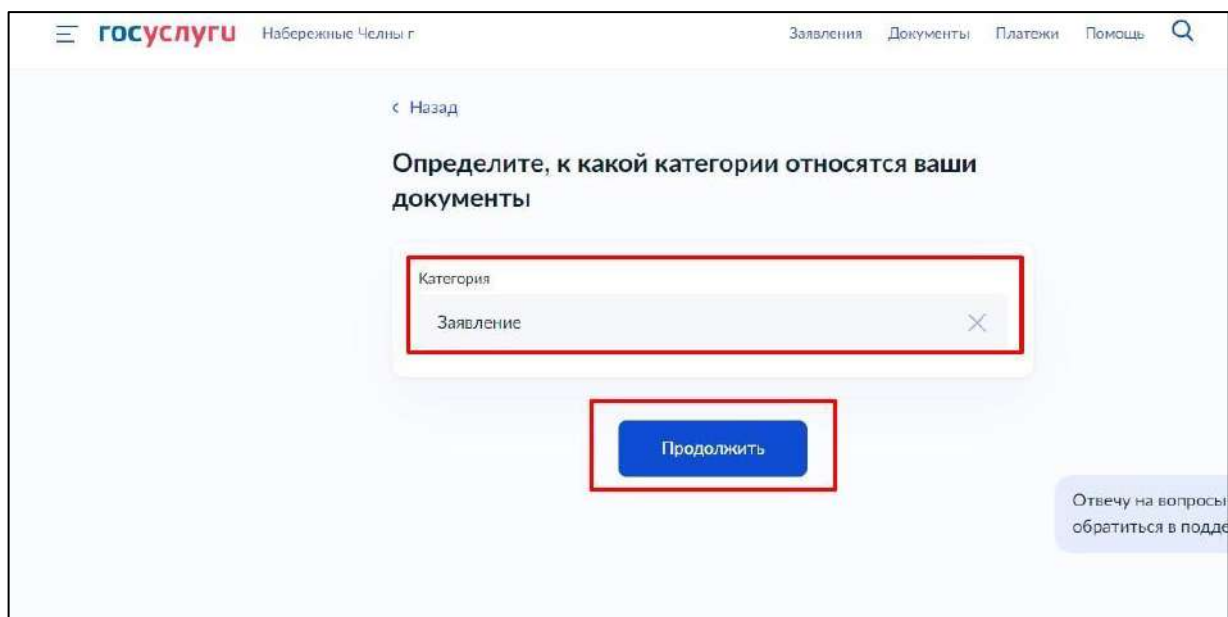 госуслуги Набережные Челны г Заявления Документы Платежи Помощь
Назад
Определите, к какой категории относятся ваши
документы
Категория
Заявление
Продолжить
Отвечу на вопросы
обратиться в подде